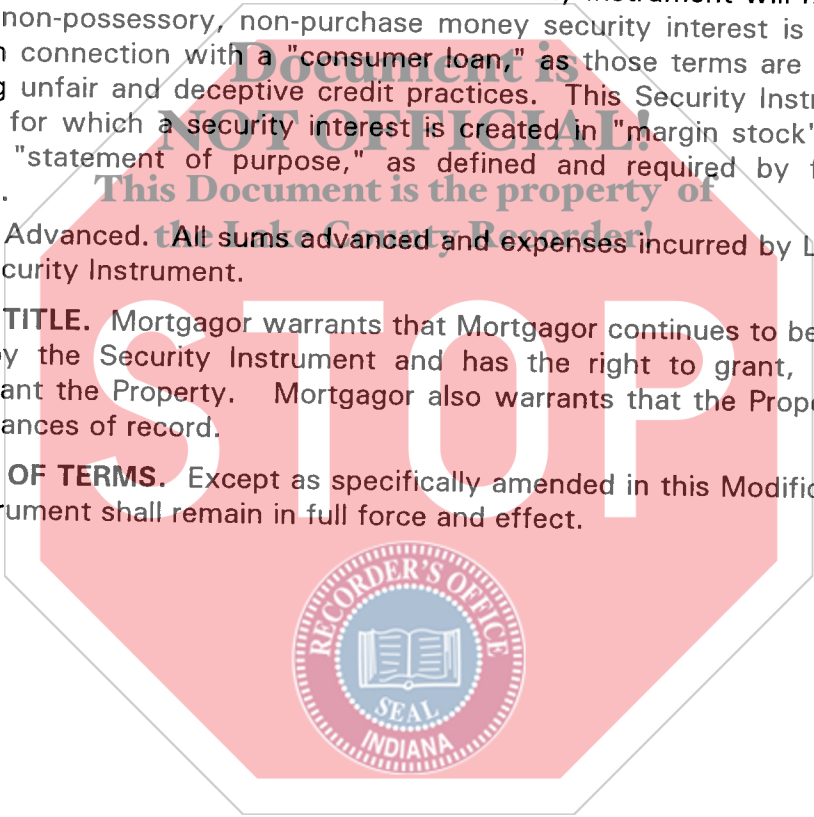 Instrument will
non-possessory, non-purchase money security interest is
connection with a "consumer loan," as those terms are
g unfair and deceptive credit practices. This Security Instr
for which a security interest is created in "margin stock"
"statement of purpose," as defined and required by f
.
Advanced. All sums advanced and expenses incurred by L
curity Instrument.
TITLE. Mortgagor warrants that Mortgagor continues to be
y the Security Instrument and has the right to grant,
ant the Property. Mortgagor also warrants that the Prope
ances of record.
OF TERMS. Except as specifically amended in this Modific
rument shall remain in full force and effect.
Document is
NOT OFFICIAL!
This Document is the property of
the Lake County Recorder!
STOP
RECORDER'S OFFICE
SEAL
INDIANA